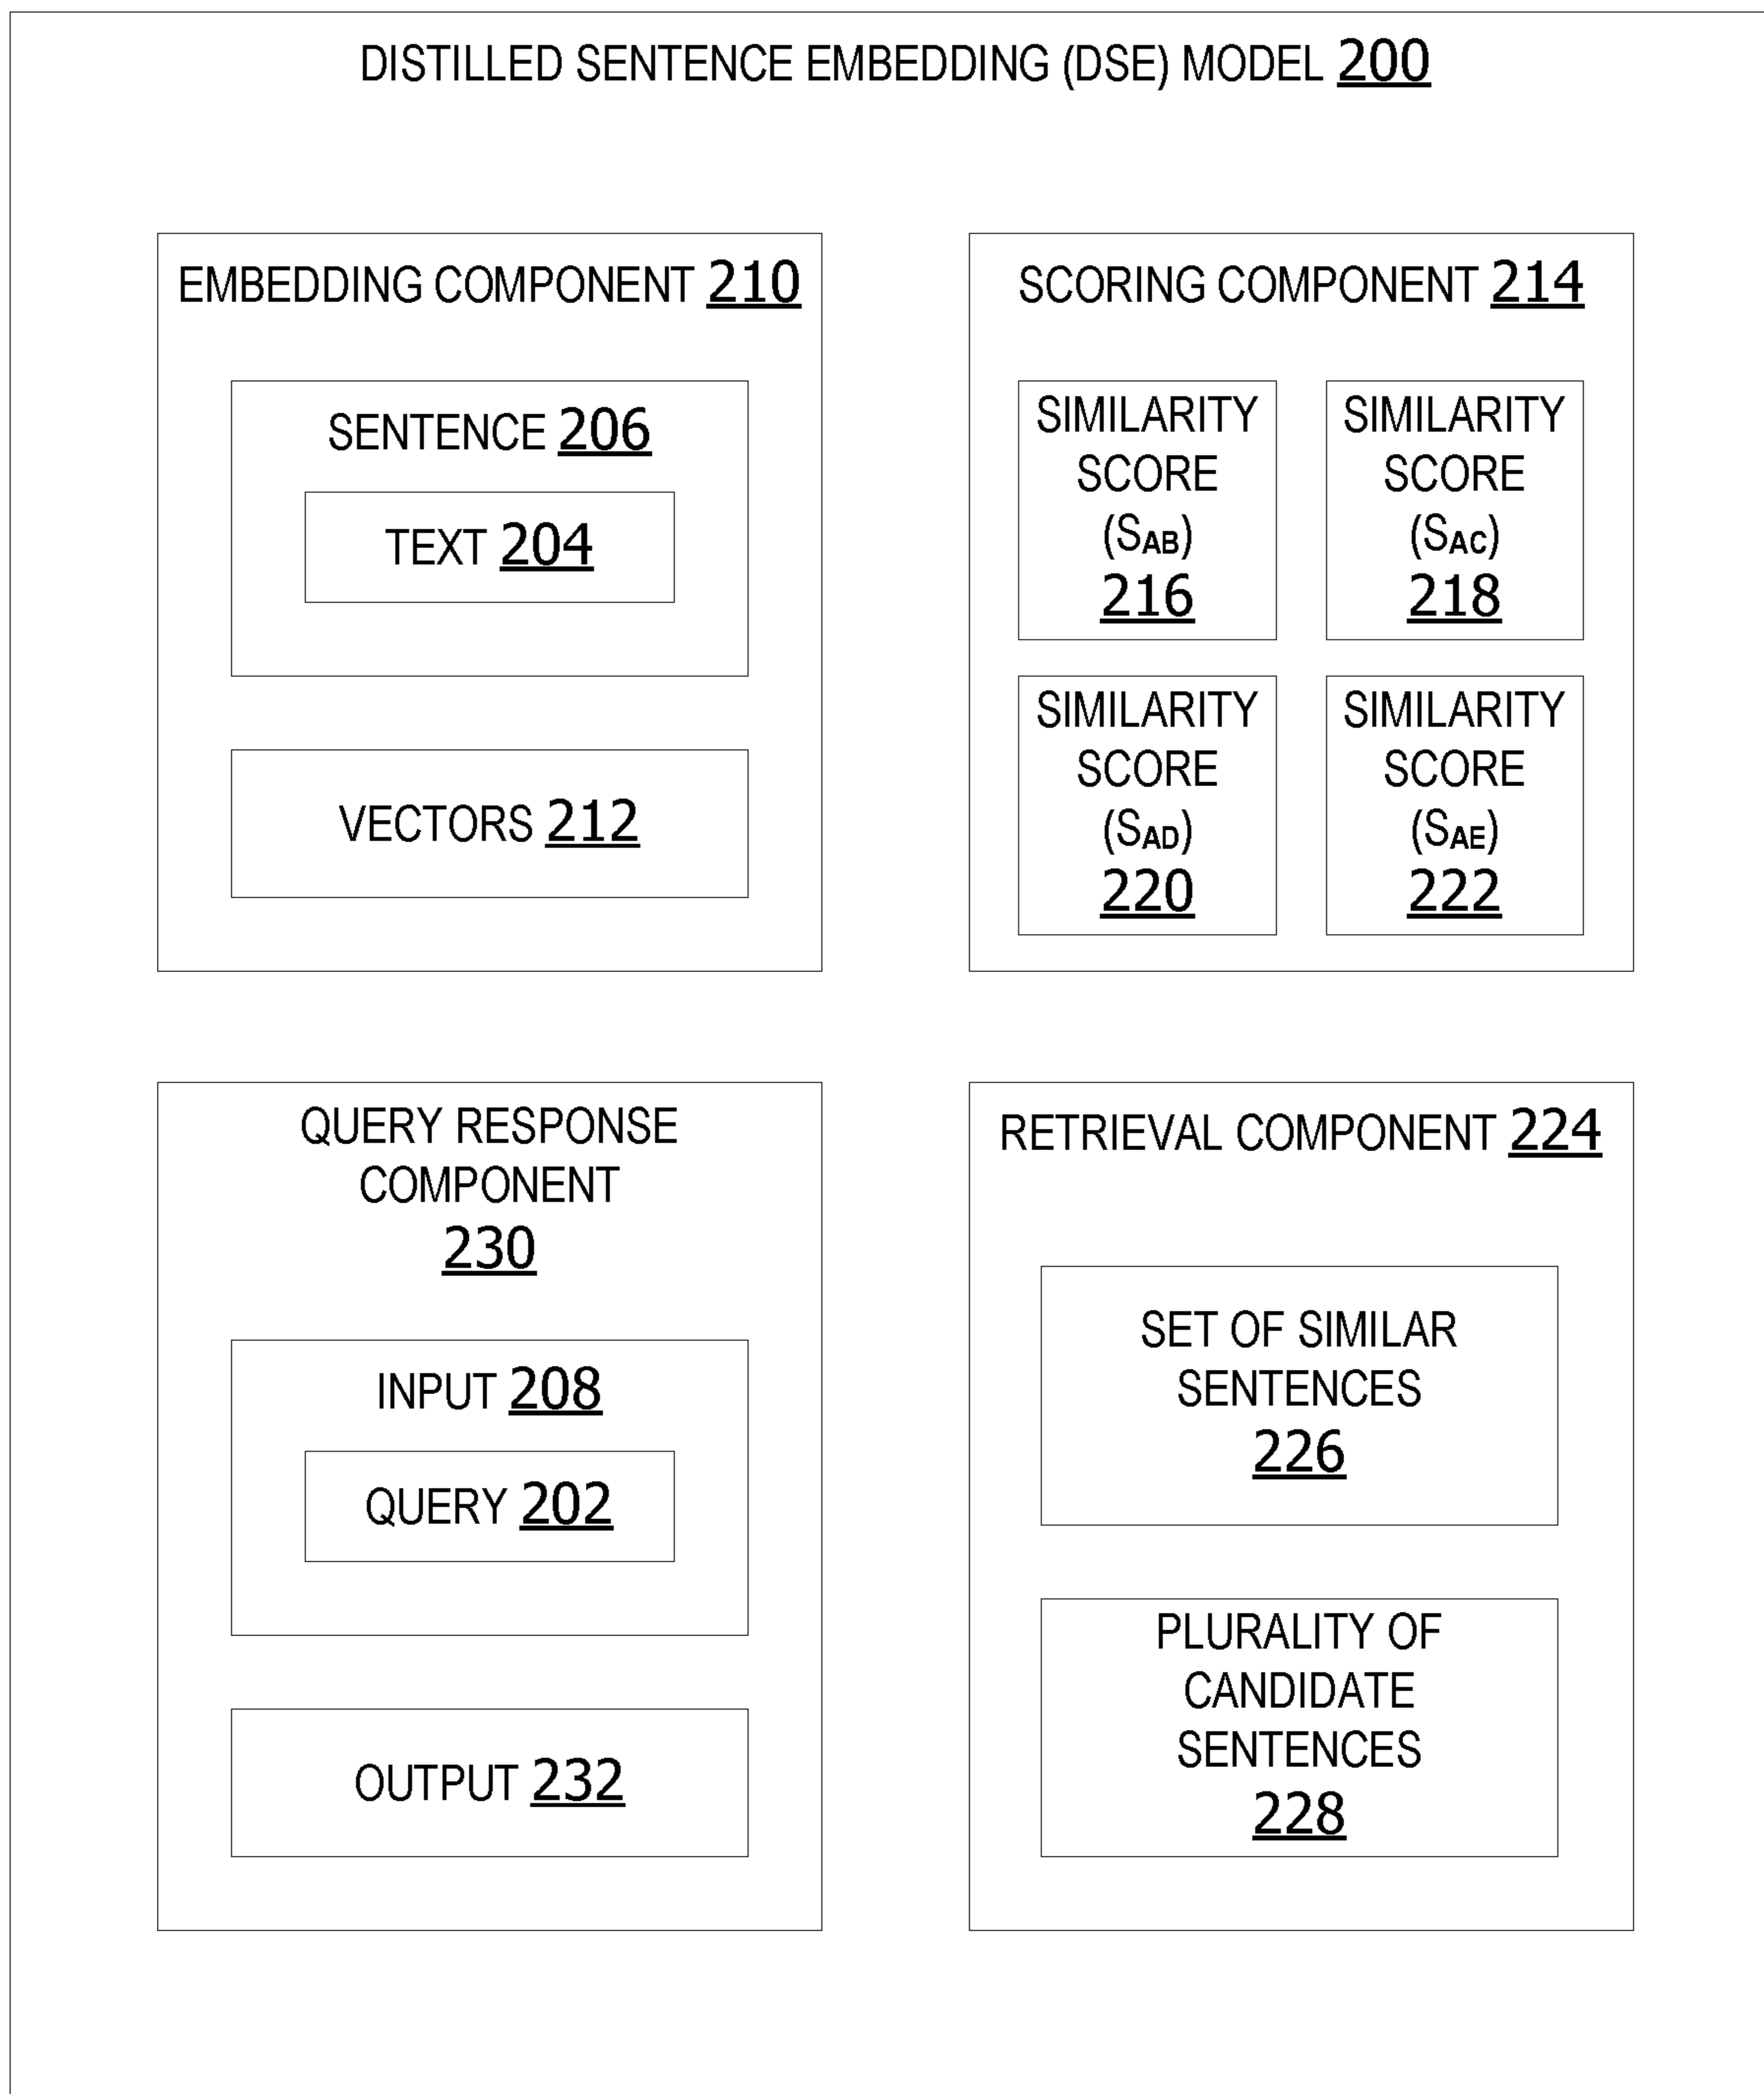 DISTILLED SENTENCE EMBEDDING (DSE) MODEL 200
EMBEDDING COMPONENT 210
SENTENCE 206
TEXT 204
VECTORS 212
SCORING COMPONENT 214
SIMILARITY
SCORE
(SAB)
216
SIMILARITY
SCORE
(SAC)
218
SIMILARITY
SCORE
(SAD)
220
SIMILARITY
SCORE
(SAE)
222
QUERY RESPONSE
COMPONENT
230
INPUT 208
QUERY 202
OUTPUT 232
RETRIEVAL COMPONENT 224
SET OF SIMILAR
SENTENCES
226
PLURALITY OF
CANDIDATE
SENTENCES
228